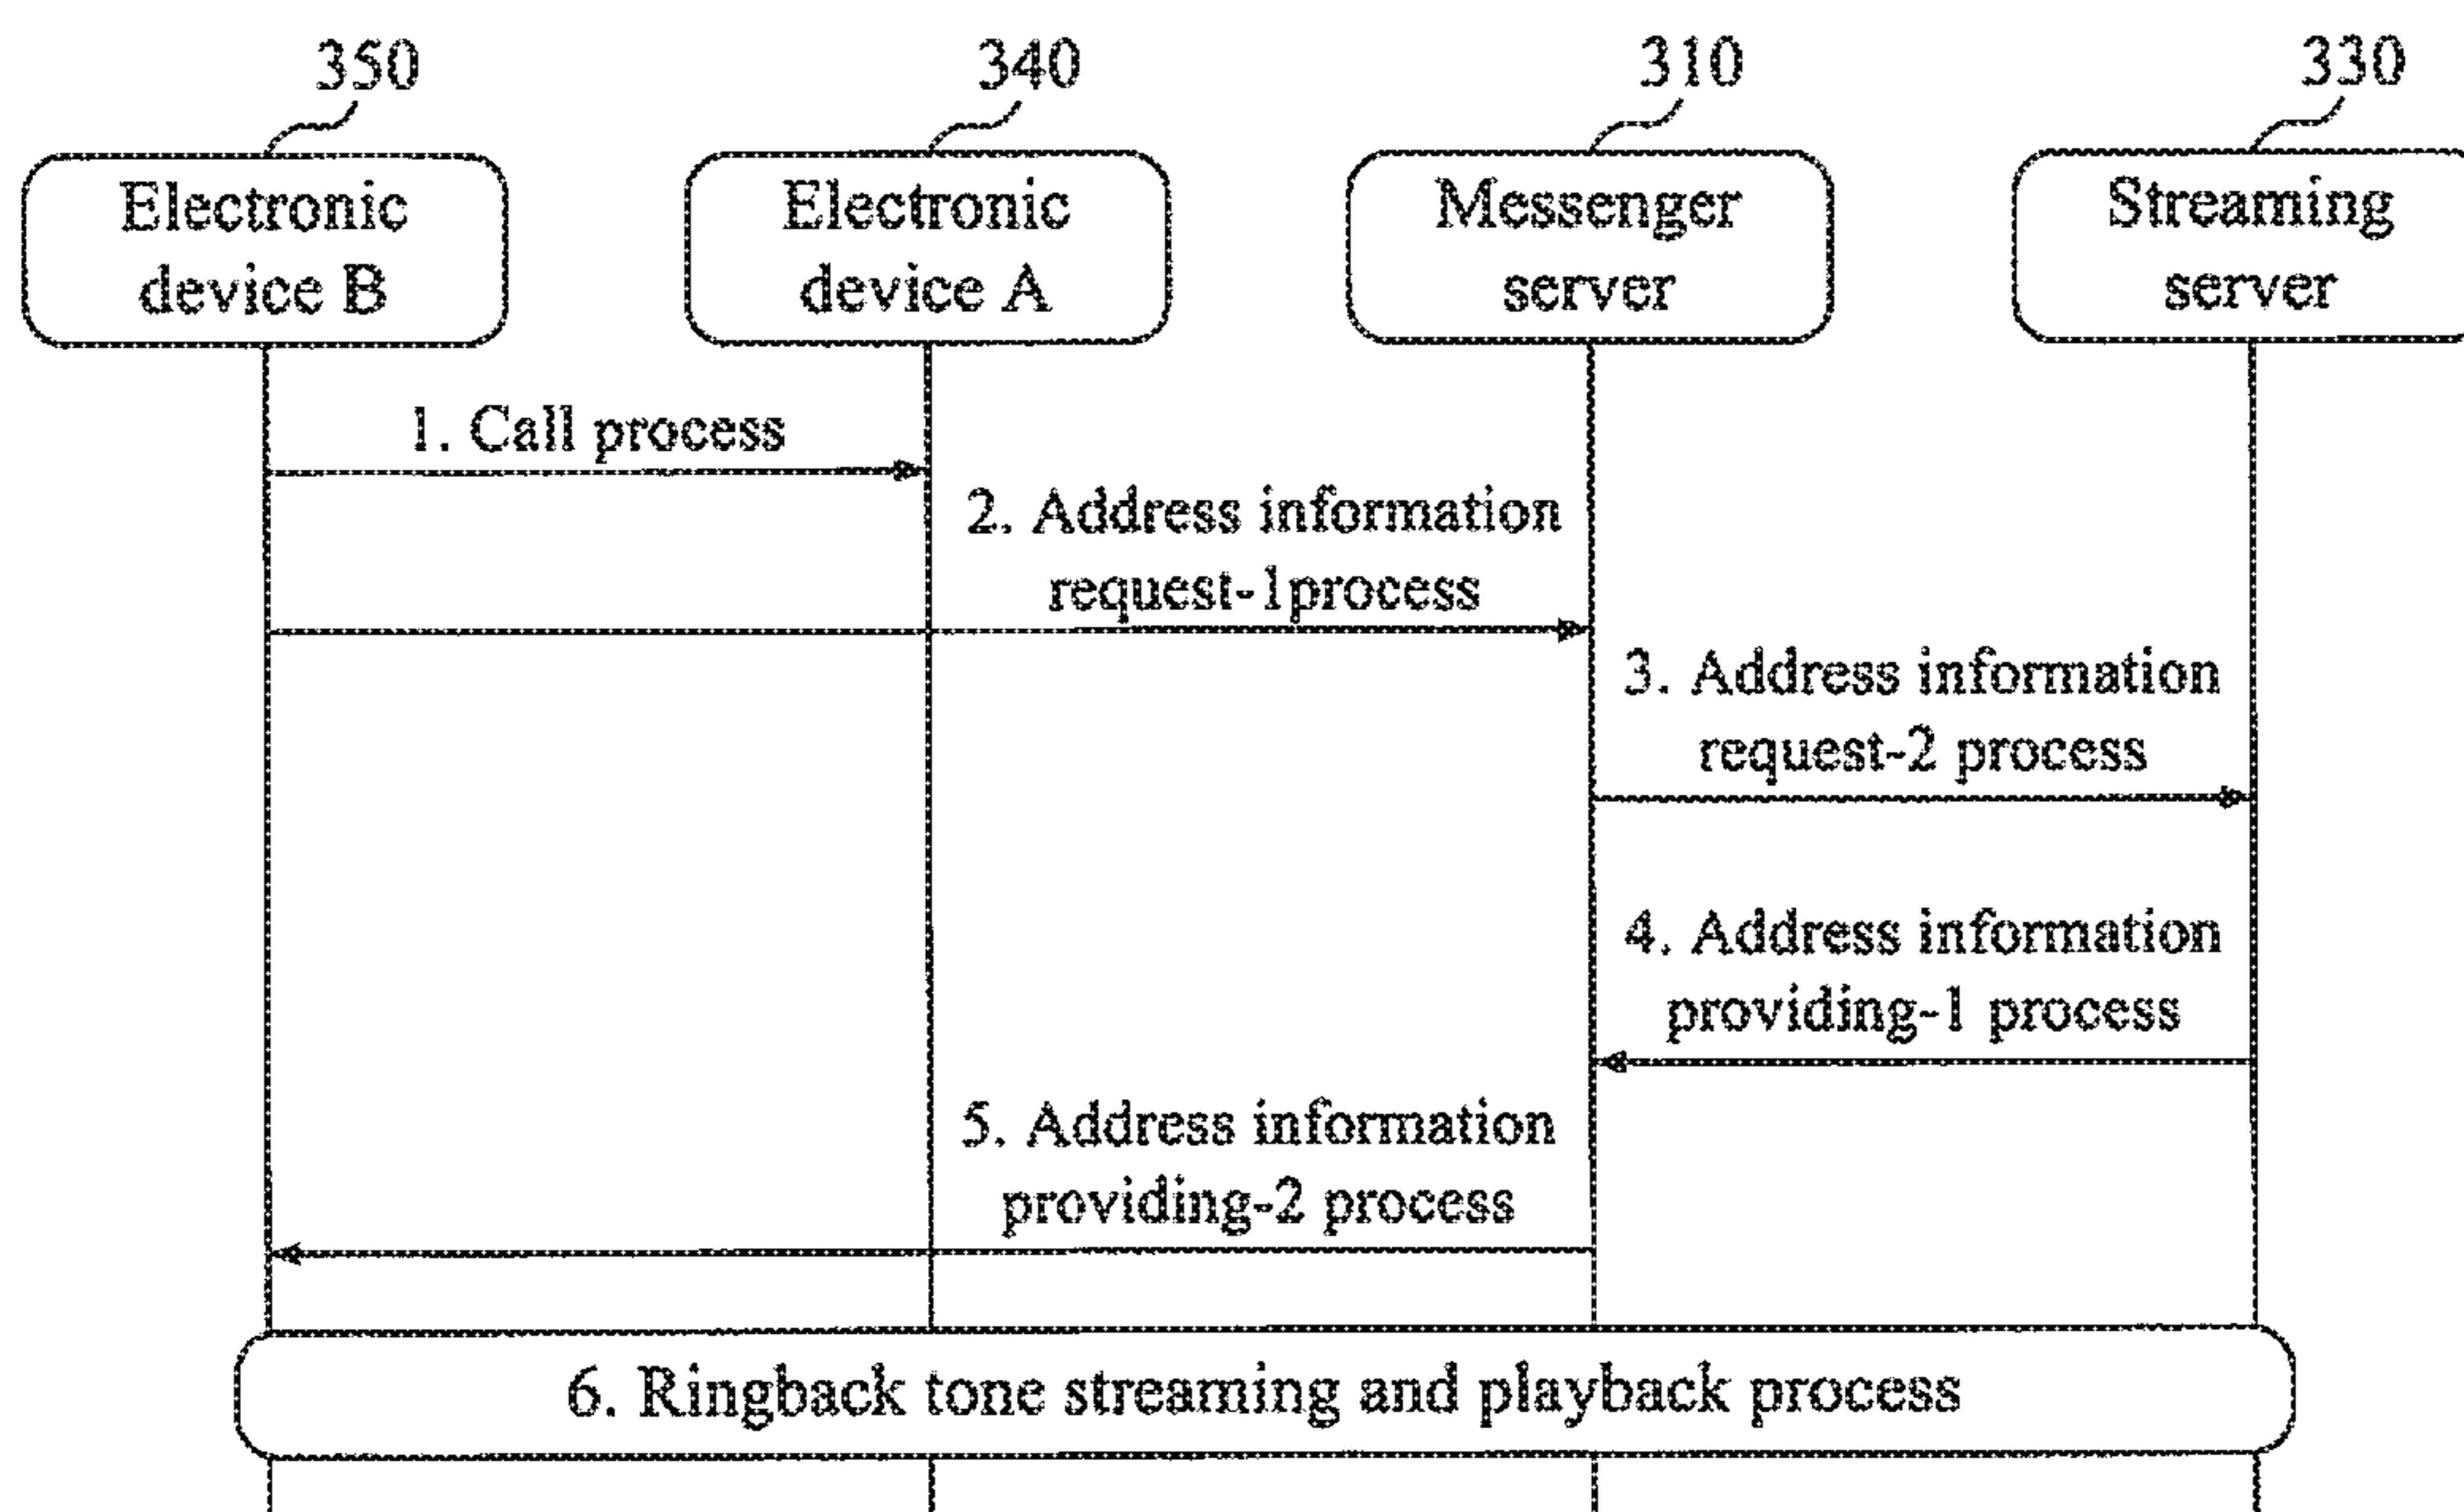 350
340
310
330
Electronic
device B
Electronic
device A
Messenger
server
Streaming
server
1. Call process
2. Address information
request-1process
3. Address information
request-2 process
4. Address information
providing-1 process
5. Address information
providing-2 process
6. Ringback tone streaming and playback process